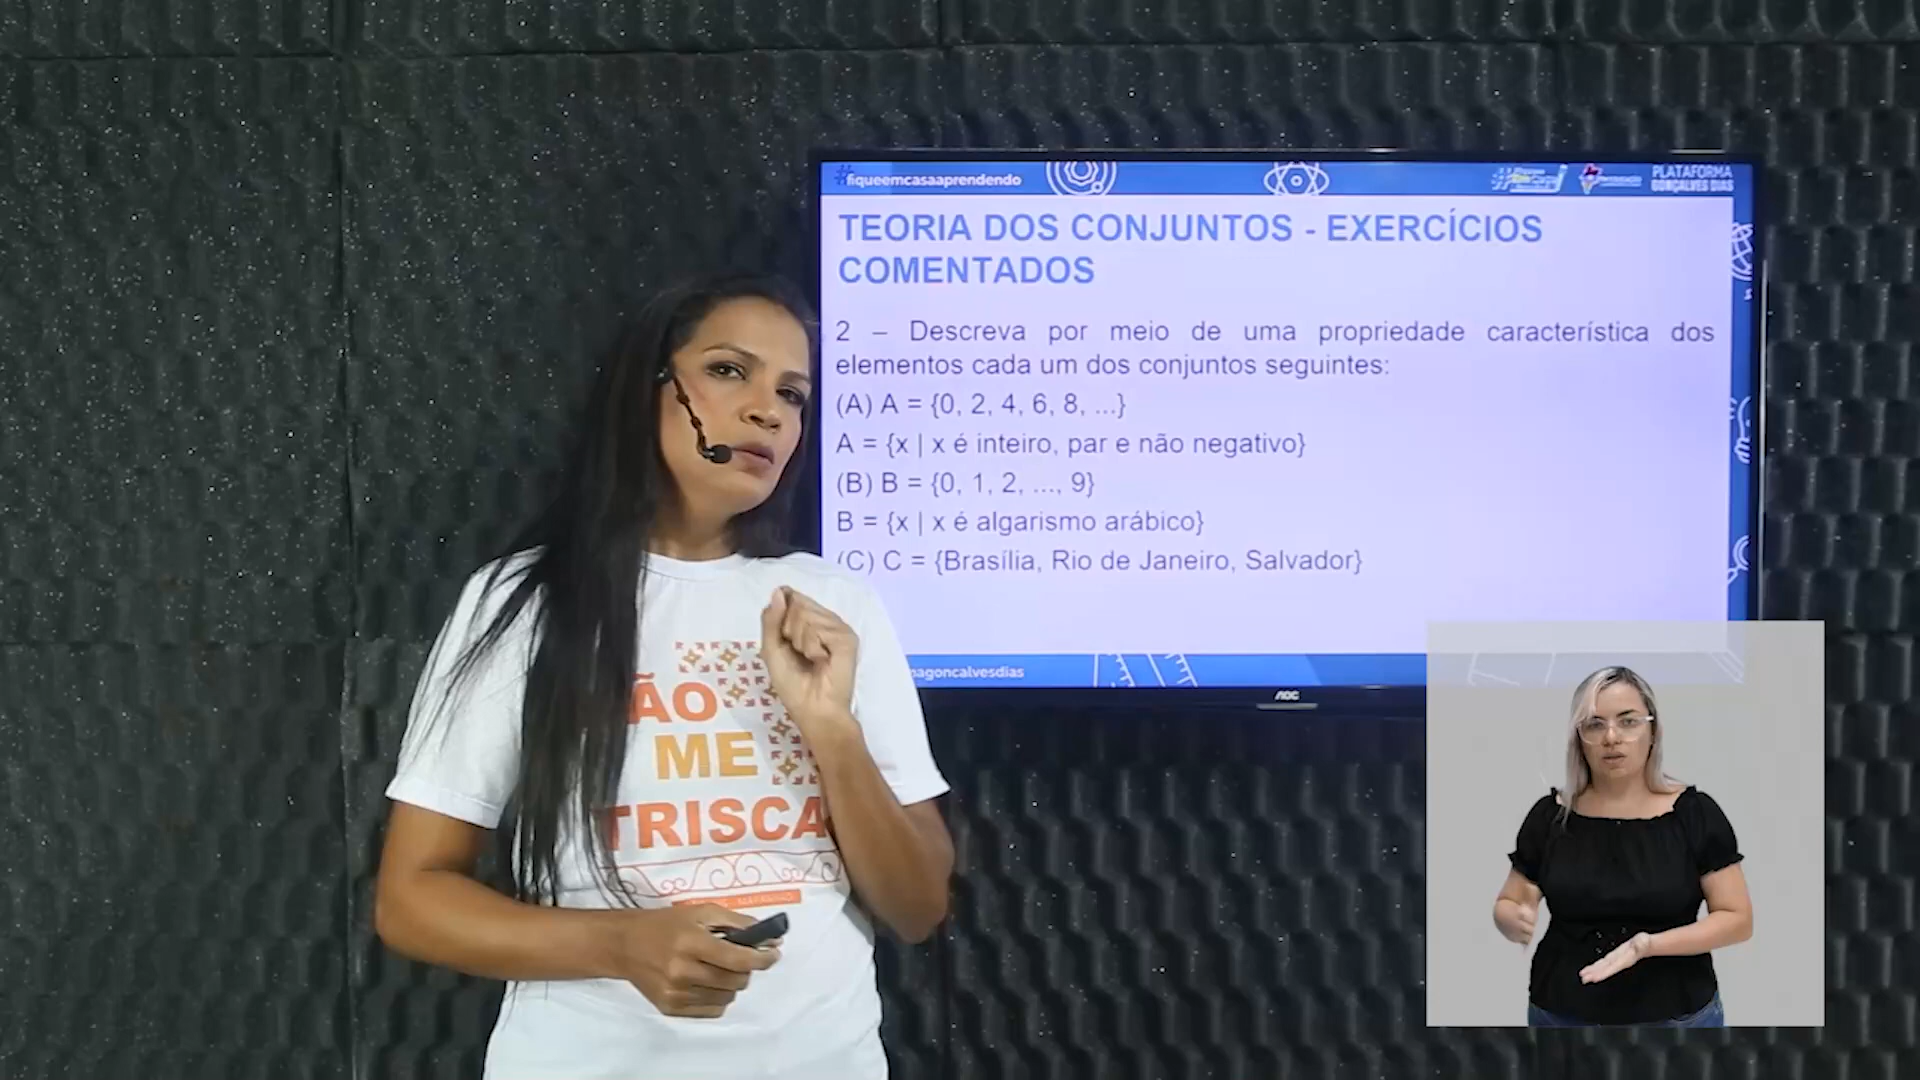 #fiqueemcasaaprendendo
PLATAFORMA
GONÇALVES DIAS
TEORIA DOS CONJUNTOS - EXERCÍCIOS
COMENTADOS
2 – Descreva por meio de uma propriedade característica dos
elementos cada um dos conjuntos seguintes:
(A) A = {0, 2, 4, 6, 8, ...}
A = {x | x é inteiro, par e não negativo}
(B) B = {0, 1, 2, ..., 9}
B = {x | x é algarismo arábico}
(C) C = {Brasília, Rio de Janeiro, Salvador}
agoncalvesdias
AOC
ÃO
ME
TRISCA